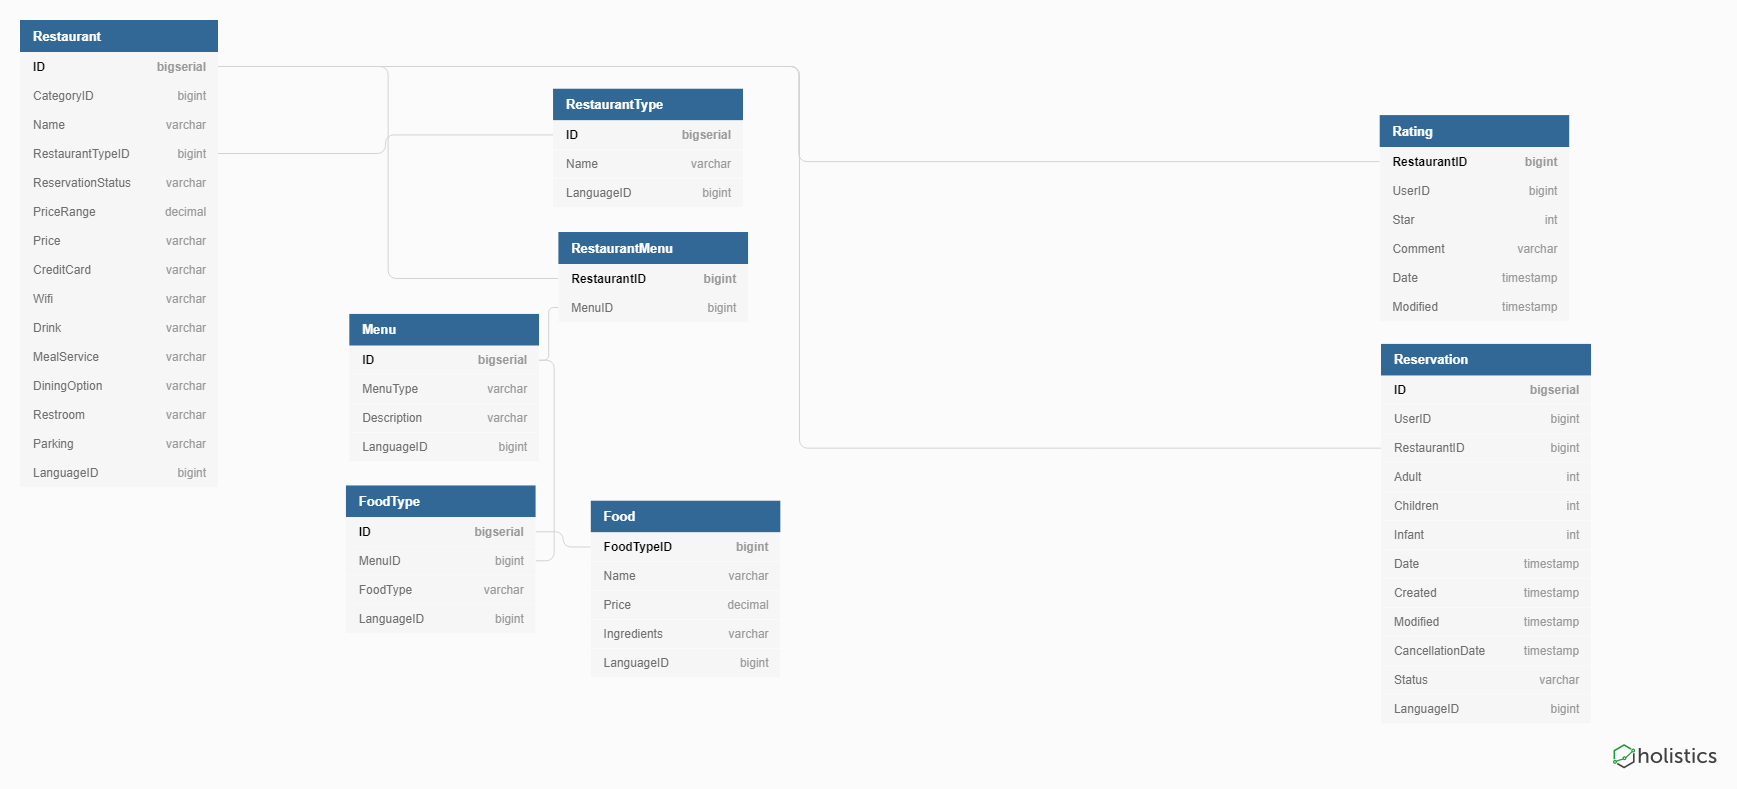 Restaurant
ID bigserial
CategoryID bigint
Name varchar
RestaurantTypeID bigint
ReservationStatus varchar
PriceRange decimal
Price varchar
CreditCard varchar
Wifi varchar
Drink varchar
MealService varchar
DiningOption varchar
Restroom varchar
Parking varchar
LanguageID bigint
RestaurantType
ID bigserial
Name varchar
LanguageID bigint
RestaurantMenu
RestaurantID bigint
MenuID bigint
Menu
ID bigserial
MenuType varchar
Description varchar
LanguageID bigint
FoodType
ID bigserial
MenuID bigint
FoodType varchar
LanguageID bigint
Food
FoodTypeID bigint
Name varchar
Price decimal
Ingredients varchar
LanguageID bigint
Rating
RestaurantID bigint
UserID bigint
Star int
Comment varchar
Date timestamp
Modified timestamp
Reservation
ID bigserial
UserID bigint
RestaurantID bigint
Adult int
Children int
Infant int
Date timestamp
Created timestamp
Modified timestamp
CancellationDate timestamp
Status varchar
LanguageID bigint
holistics